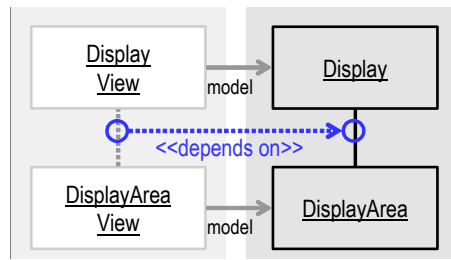 Display
View
model
Display
<<depends on>>
DisplayArea
View
model
DisplayArea